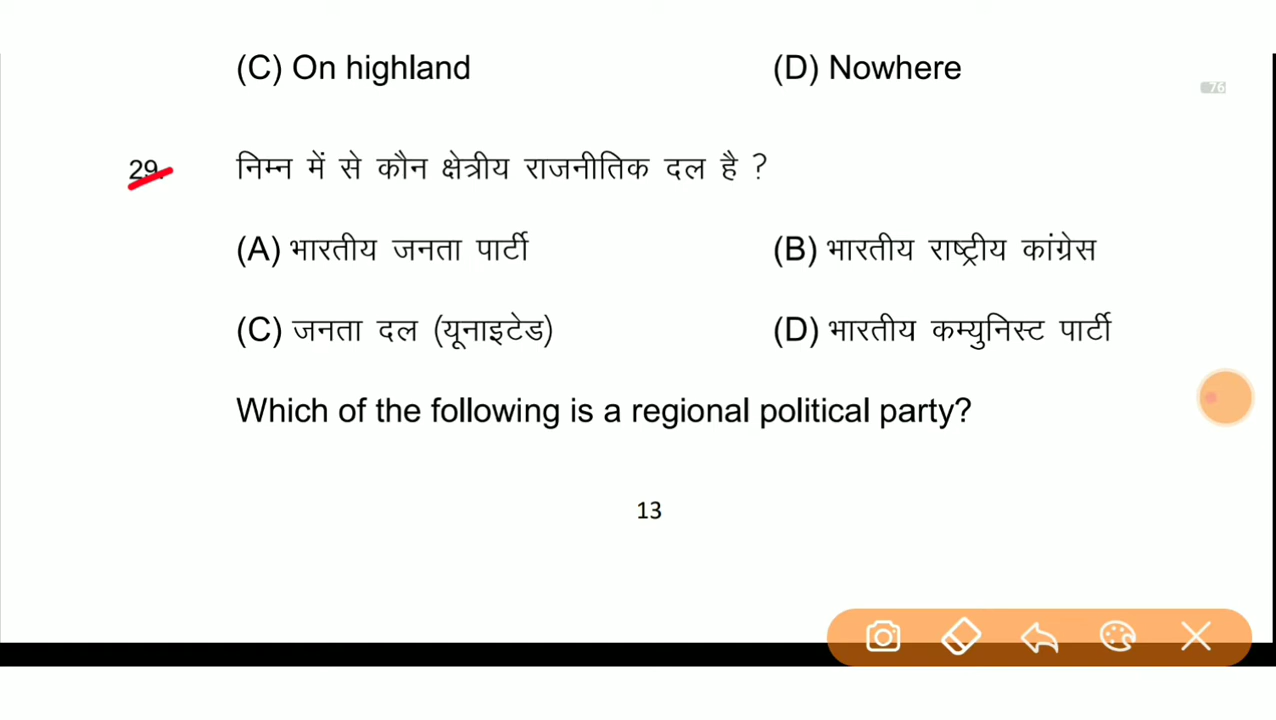 (C) On highland (D) Nowhere
76
29. निम्न में से कौन क्षेत्रीय राजनीतिक दल है ?
(A) भारतीय जनता पार्टी (B) भारतीय राष्ट्रीय कांग्रेस
(C) जनता दल (यूनाइटेड) (D) भारतीय कम्युनिस्ट पार्टी
Which of the following is a regional political party?
13